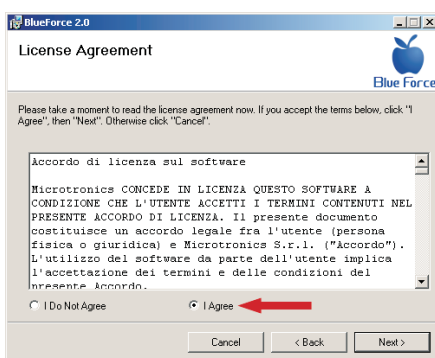 BlueForce 2.0
License Agreement
Blue Force
Please take a moment to read the license agreement now. If you accept the terms below, click "I
Agree", then "Next". Otherwise click "Cancel".
Accordo di licenza sul software
Microtronics CONCEDE IN LICENZA QUESTO SOFTWARE A
CONDIZIONE CHE L'UTENTE ACCETTI I TERMINI CONTENUTI NEL
PRESENTE ACCORDO DI LICENZA. Il presente documento
costituisce un accordo legale fra l'utente (persona
fisica o giuridica) e Microtronics S.r.l. ("Accordo").
L'utilizzo del software da parte dell'utente implica
l'accettazione dei termini e delle condizioni del
presente Accordo.
I Do Not Agree
I Agree
Cancel
< Back
Next >